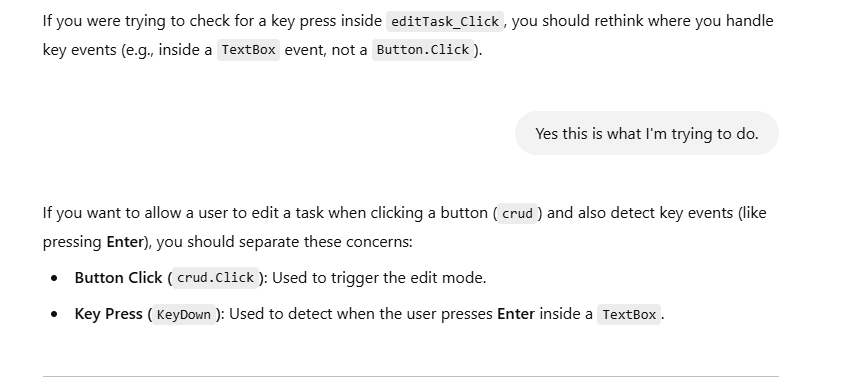 If you were trying to check for a key press inside editTask_Click, you should rethink where you handle
key events (e.g., inside a TextBox event, not a Button.Click).
Yes this is what I'm trying to do.
If you want to allow a user to edit a task when clicking a button (crud) and also detect key events (like
pressing Enter), you should separate these concerns:
• Button Click (crud.Click): Used to trigger the edit mode.
• Key Press (KeyDown): Used to detect when the user presses Enter inside a TextBox.